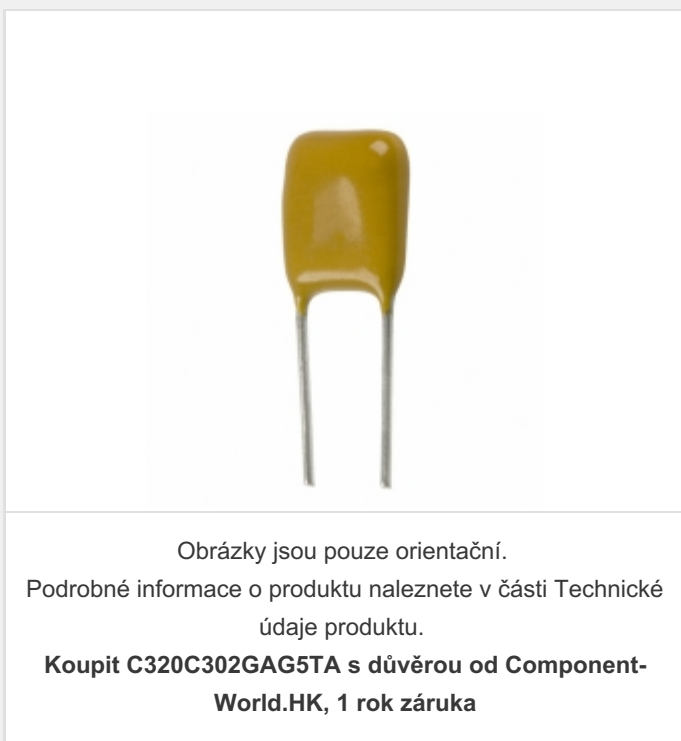 Obrázky jsou pouze orientační.
Podrobné informace o produktu naleznete v části Technické
údaje produktu.
Koupit C320C302GAG5TA s důvěrou od Component-
World.HK, 1 rok záruka